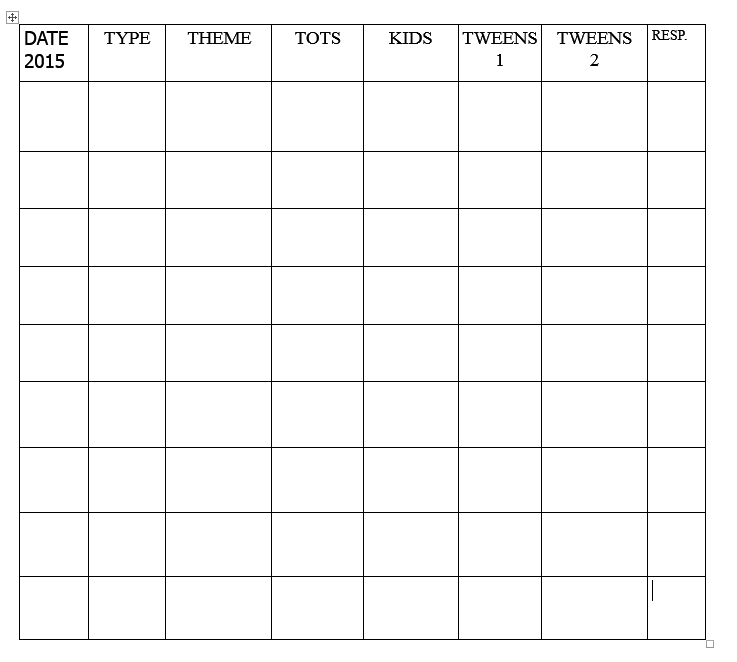 DATE TYPE THEME TOTS KIDS TWEENS TWEENS RESP.
2015 1 2